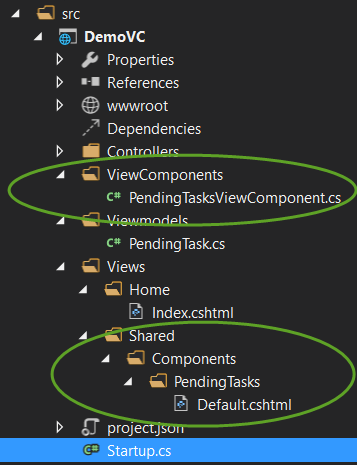 src
DemoVC
Properties
References
wwwroot
Dependencies
Controllers
ViewComponents
C# PendingTasksViewComponent.cs
Viewmodels
C# PendingTask.cs
Views
Home
Index.cshtml
Shared
Components
PendingTasks
Default.cshtml
project.json
C# Startup.cs